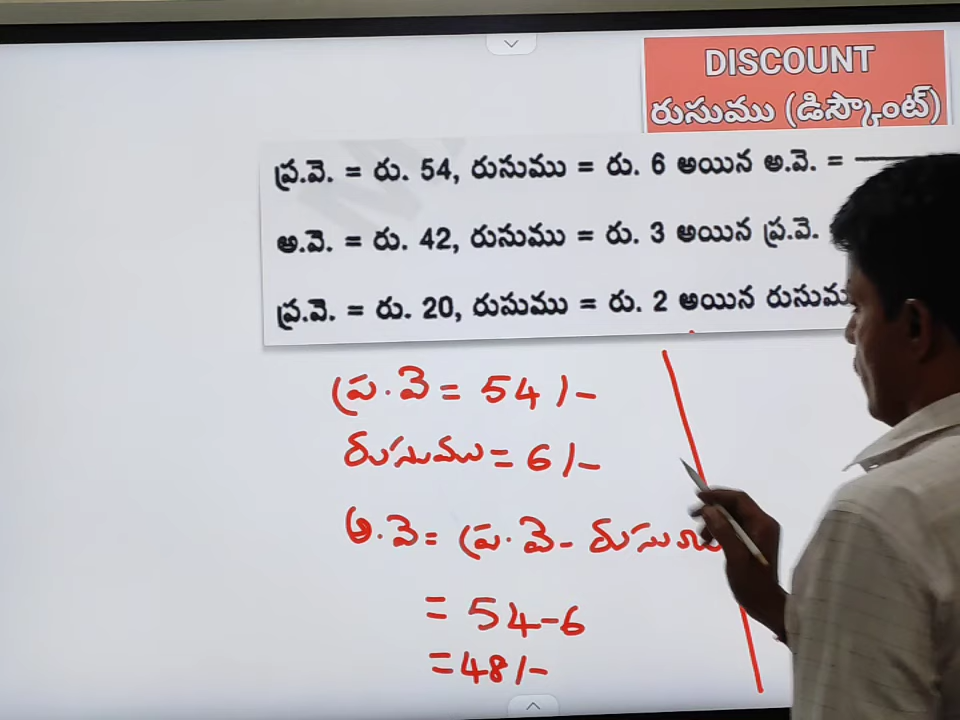 DISCOUNT
రుసుము (డిస్కౌంట్)
ప్ర.వె. = రు. 54, రుసుము = రు. 6 అయిన అ.వె. =
అ.వె. = రు. 42, రుసుము = రు. 3 అయిన ప్ర.వె.
ప్ర.వె. = రు. 20, రుసుము = రు. 2 అయిన రుసుమ
ప్ర.వె = 54/-
రుసుము = 6/-
అ.వె = ప్ర.వె - రుసుము
= 54-6
= 48/-